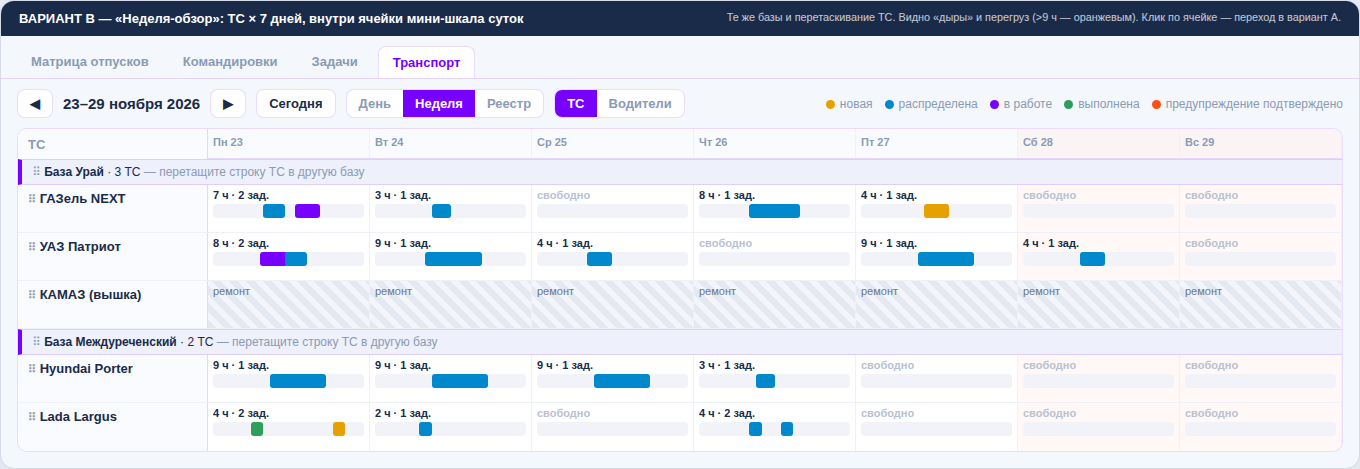 ВАРИАНТ B — «Неделя-обзор»: ТС × 7 дней, внутри ячейки мини-шкала суток
Те же базы и перетаскивание ТС. Видно «дыры» и перегруз (>9 ч — оранжевым). Клик по ячейке — переход в вариант A.
Матрица отпусков Командировки Задачи Транспорт
◀ 23–29 ноября 2026 ▶ Сегодня День Неделя Реестр ТС Водители новая распределена в работе выполнена предупреждение подтверждено
ТС Пн 23 Вт 24 Ср 25 Чт 26 Пт 27 Сб 28 Вс 29
⠿ База Урай · 3 ТС — перетащите строку ТС в другую базу
⠿ ГАЗель NEXT 7 ч · 2 зад. 3 ч · 1 зад. свободно 8 ч · 1 зад. 4 ч · 1 зад. свободно свободно
⠿ УАЗ Патриот 8 ч · 2 зад. 9 ч · 1 зад. 4 ч · 1 зад. свободно 9 ч · 1 зад. 4 ч · 1 зад. свободно
⠿ КАМАЗ (вышка) ремонт ремонт ремонт ремонт ремонт ремонт ремонт
⠿ База Междуреченский · 2 ТС — перетащите строку ТС в другую базу
⠿ Hyundai Porter 9 ч · 1 зад. 9 ч · 1 зад. 9 ч · 1 зад. 3 ч · 1 зад. свободно свободно свободно
⠿ Lada Largus 4 ч · 2 зад. 2 ч · 1 зад. свободно 4 ч · 2 зад. свободно свободно свободно